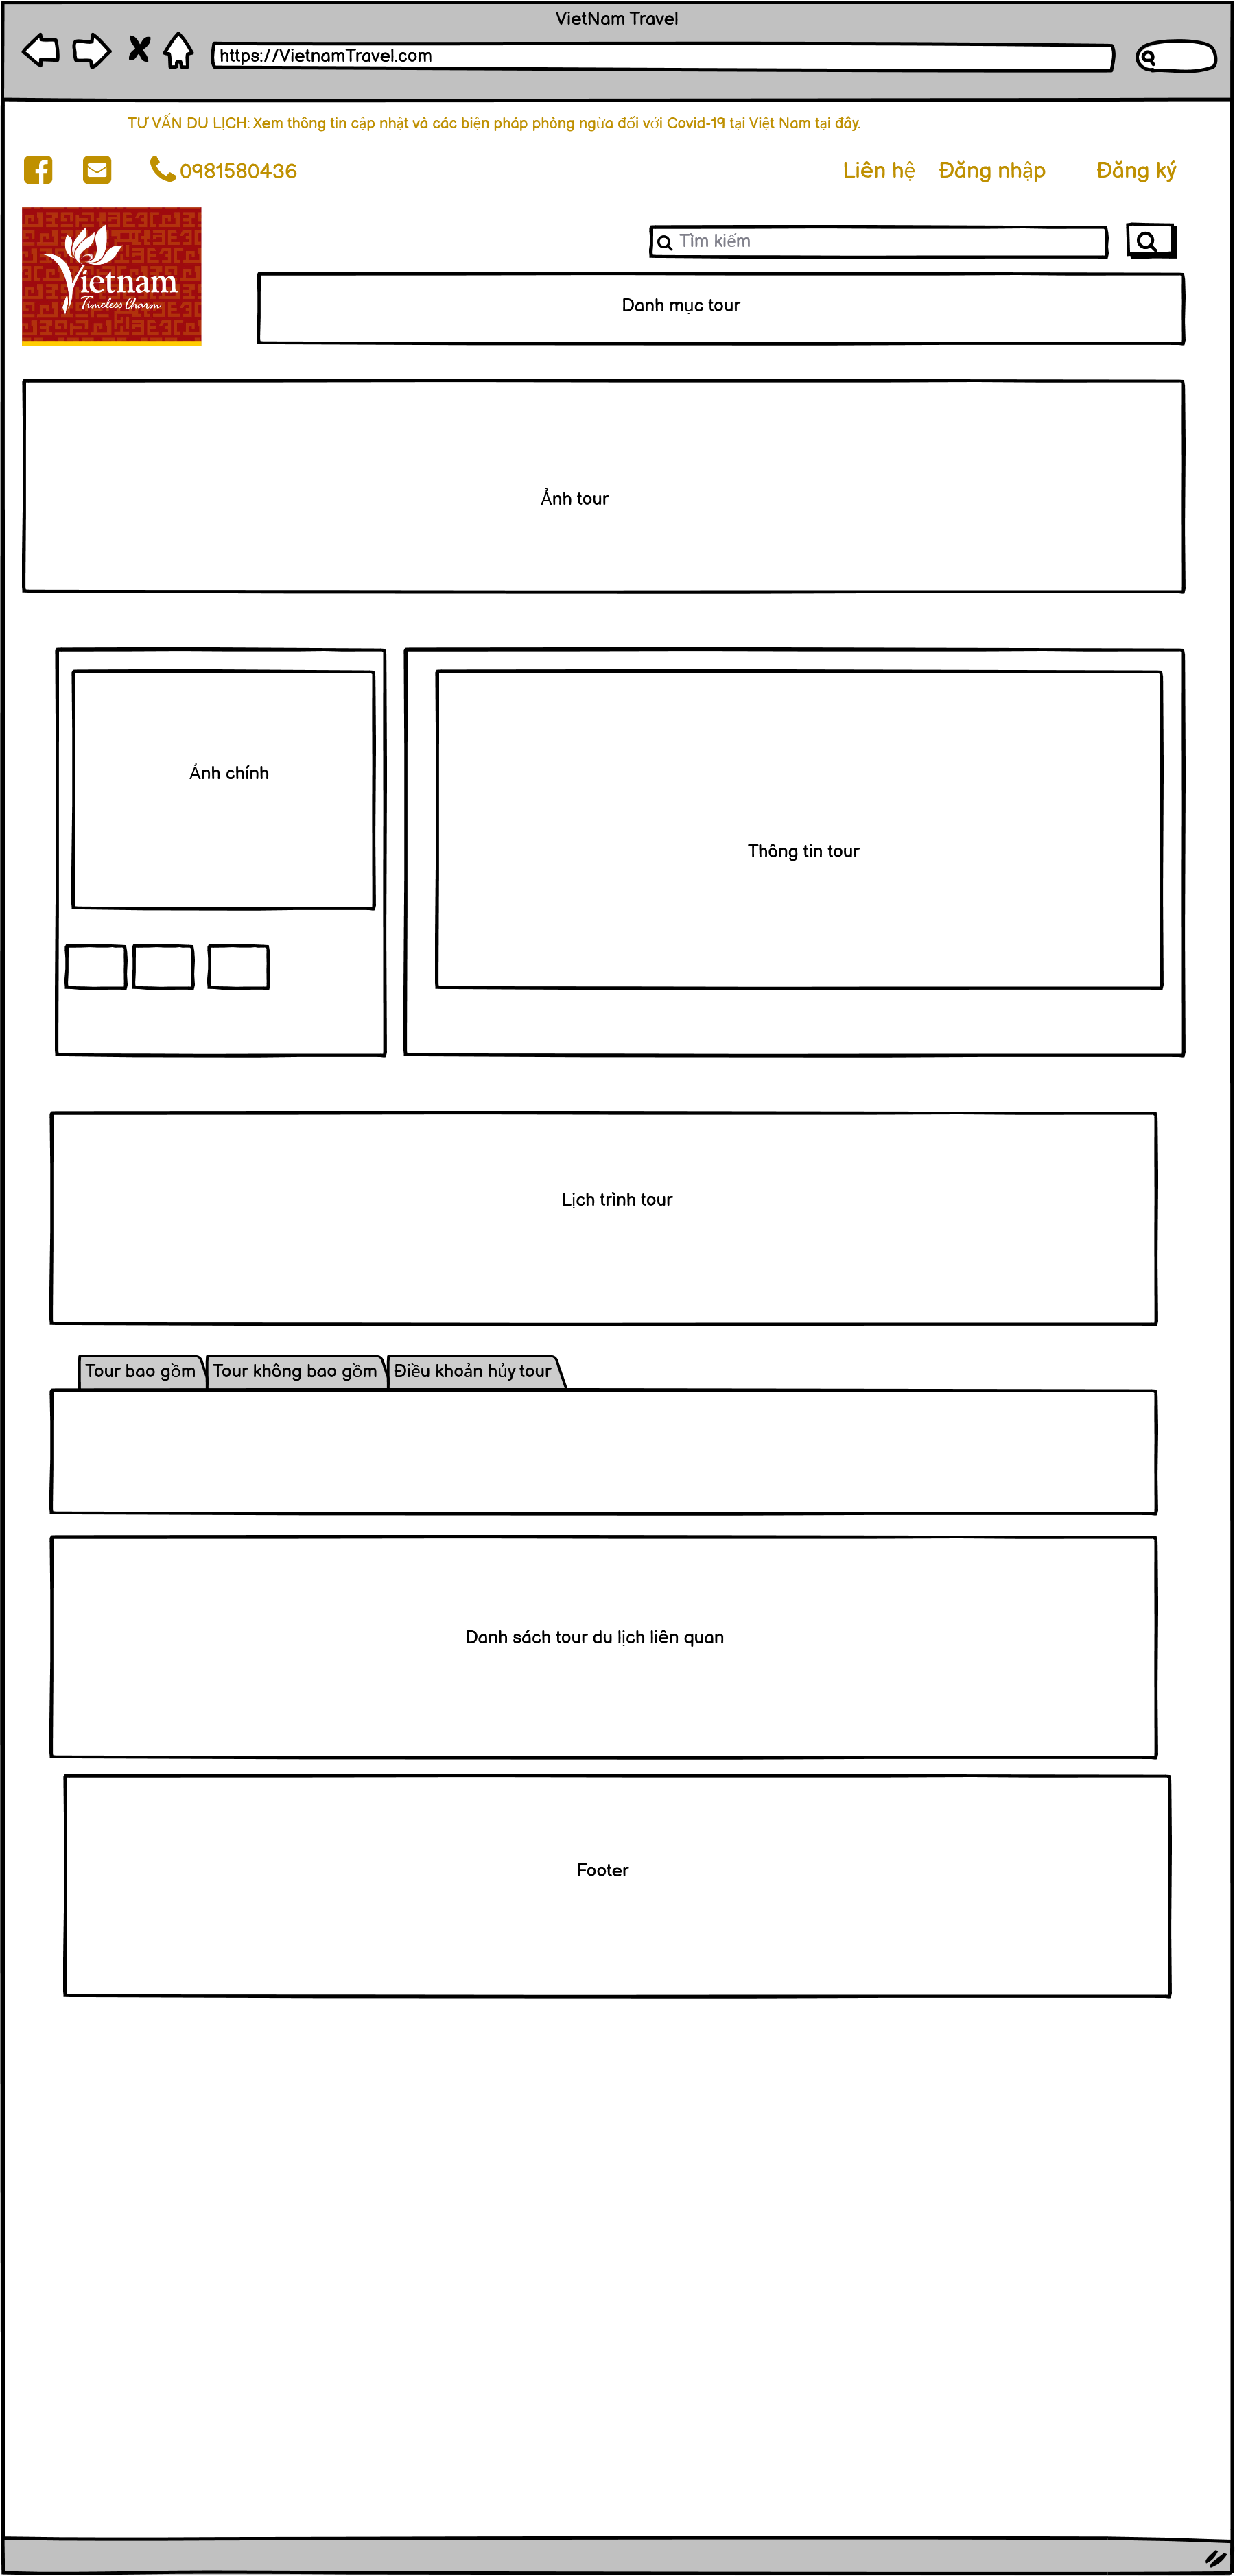 VietNam Travel
https://VietnamTravel.com
TƯ VẤN DU LỊCH: Xem thông tin cập nhật và các biện pháp phòng ngừa đối với Covid-19 tại Việt Nam tại đây.
0981580436
Liên hệ
Đăng nhập
Đăng ký
Vietnam
Timeless Charm
Tìm kiếm
Danh mục tour
Ảnh tour
Ảnh chính
Thông tin tour
Lịch trình tour
Tour bao gồm
Tour không bao gồm
Điều khoản hủy tour
Danh sách tour du lịch liên quan
Footer